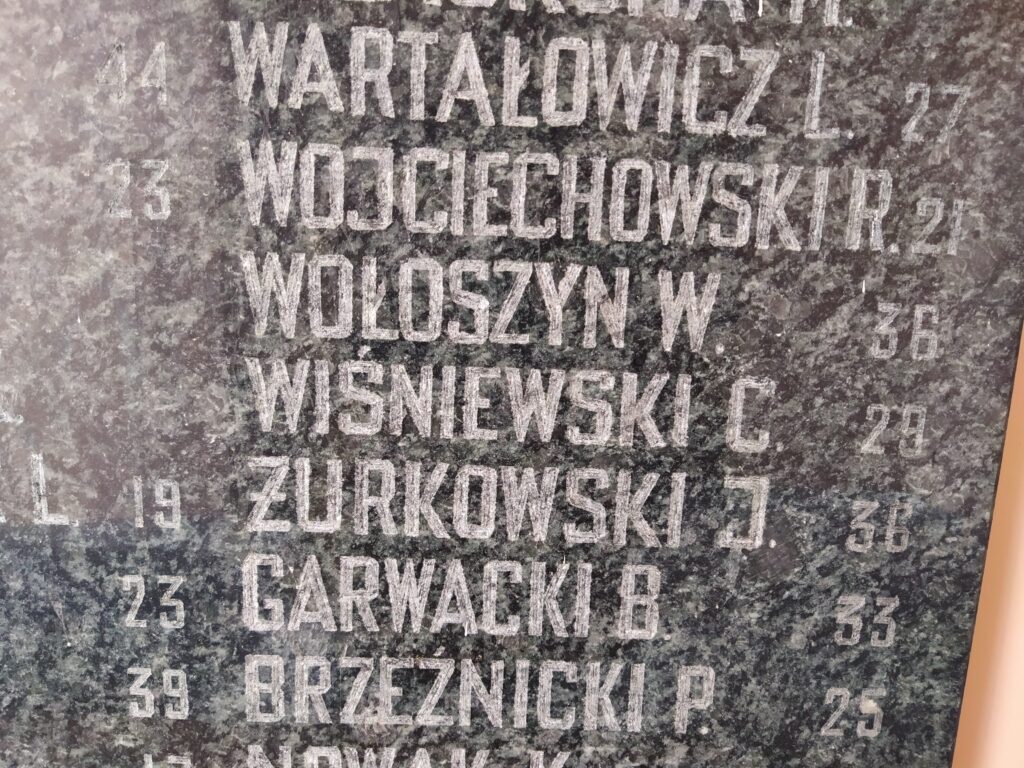 44 WARTAŁOWICZ L. 27
23 WOJCIECHOWSKI R. 21
WOŁOSZYN W. 36
WIŚNIEWSKI C. 29
L 19 ŻURKOWSKI J. 36
23 GARWACKI B. 33
39 BRZEŹNICKI P. 25
NOWAK